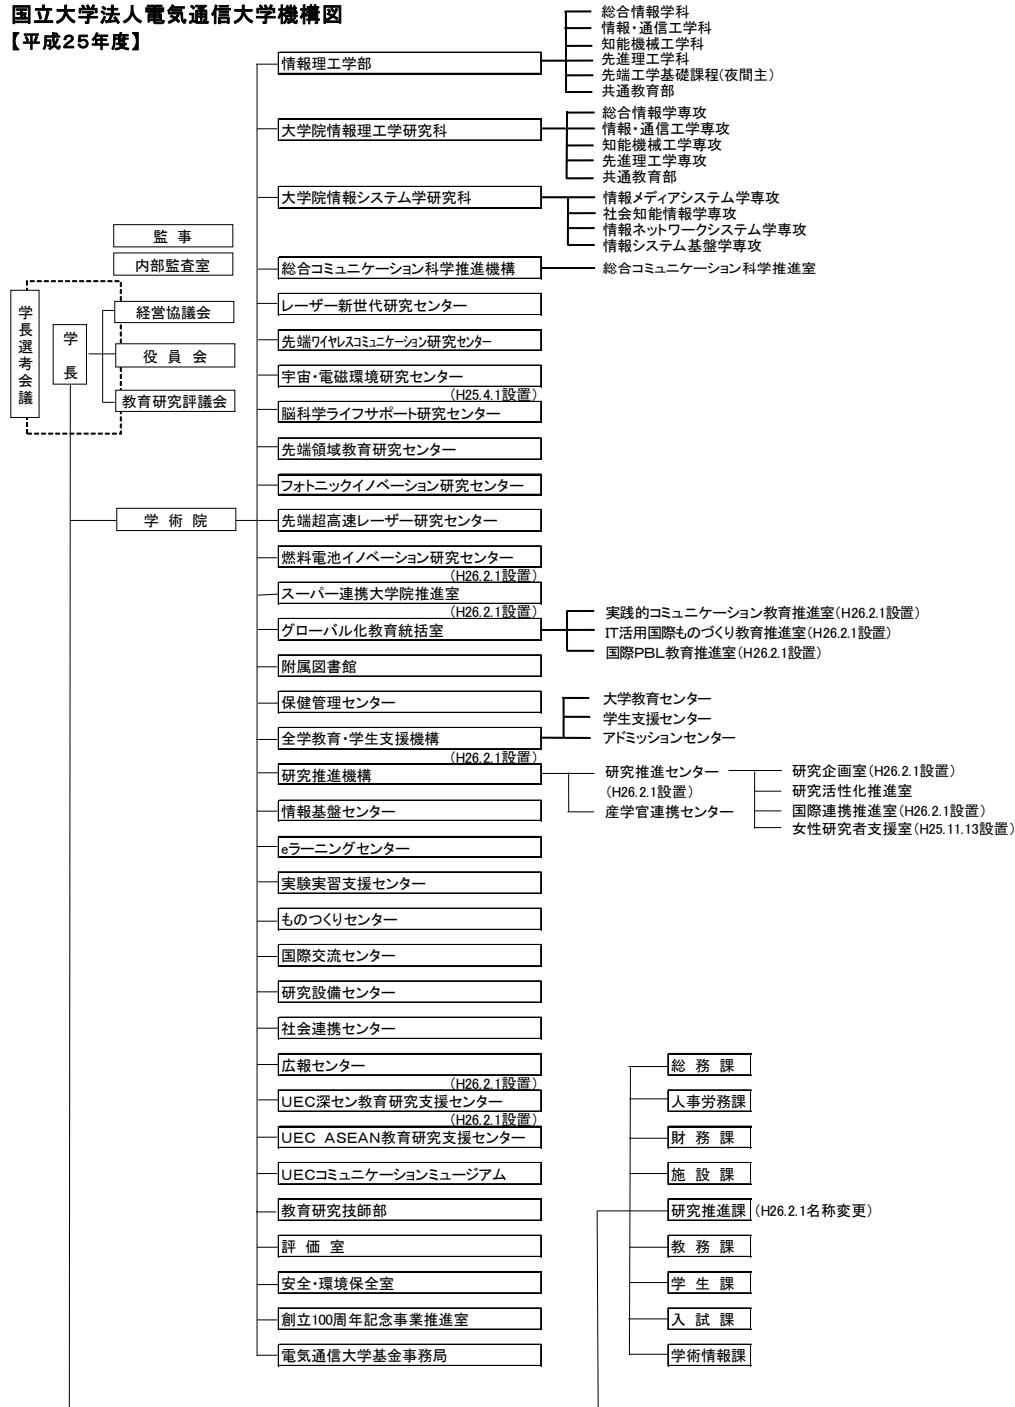 国立大学法人電気通信大学機構図
【平成25年度】
情報理工学部
総合情報学科
情報・通信工学科
知能機械工学科
先進理工学科
先端工学基礎課程(夜間主)
共通教育部
大学院情報理工学研究科
総合情報学専攻
情報・通信工学専攻
知能機械工学専攻
先進理工学専攻
共通教育部
大学院情報システム学研究科
情報メディアシステム学専攻
社会知能情報学専攻
情報ネットワークシステム学専攻
情報システム基盤学専攻
監 事
内部監査室
学長選考会議
学 長
経営協議会
役 員 会
教育研究評議会
学 術 院
総合コミュニケーション科学推進機構
総合コミュニケーション科学推進室
レーザー新世代研究センター
先端ワイヤレスコミュニケーション研究センター
宇宙・電磁環境研究センター
(H25.4.1設置)
脳科学ライフサポート研究センター
先端領域教育研究センター
フォトニックイノベーション研究センター
先端超高速レーザー研究センター
燃料電池イノベーション研究センター
(H26.2.1設置)
スーパー連携大学院推進室
(H26.2.1設置)
グローバル化教育統括室
実践的コミュニケーション教育推進室(H26.2.1設置)
IT活用国際ものづくり教育推進室(H26.2.1設置)
国際PBL教育推進室(H26.2.1設置)
附属図書館
保健管理センター
全学教育・学生支援機構
大学教育センター
学生支援センター
アドミッションセンター
(H26.2.1設置)
研究推進機構
研究推進センター
(H26.2.1設置)
産学官連携センター
研究企画室(H26.2.1設置)
研究活性化推進室
国際連携推進室(H26.2.1設置)
女性研究者支援室(H25.11.13設置)
情報基盤センター
eラーニングセンター
実験実習支援センター
ものつくりセンター
国際交流センター
研究設備センター
社会連携センター
広報センター
(H26.2.1設置)
UEC深セン教育研究支援センター
(H26.2.1設置)
UEC ASEAN教育研究支援センター
UECコミュニケーションミュージアム
教育研究技師部
評 価 室
安全・環境保全室
創立100周年記念事業推進室
電気通信大学基金事務局
総 務 課
人事労務課
財 務 課
施 設 課
研究推進課 (H26.2.1名称変更)
教 務 課
学 生 課
入 試 課
学術情報課